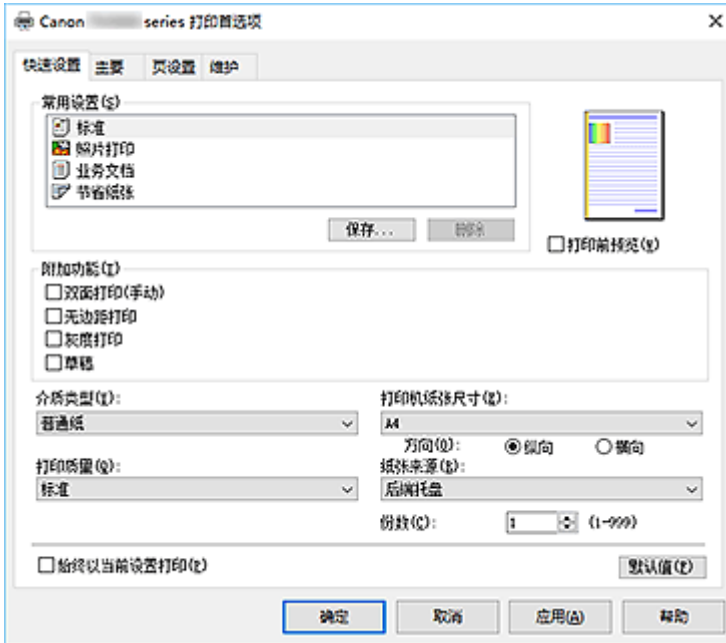 Canon series 打印首选项
快速设置 主要 页设置 维护
常用设置(S)
标准
照片打印
业务文档
节省纸张
保存... 删除
打印前预览(W)
附加功能(T)
双面打印(手动)
无边距打印
灰度打印
草稿
介质类型(Y): 打印机纸张尺寸(Z):
普通纸 A4
方向(O): 纵向 横向
打印质量(Q): 纸张来源(B):
标准 后端托盘
份数(C): 1 (1-999)
始终以当前设置打印(R) 默认值(F)
确定 取消 应用(A) 帮助